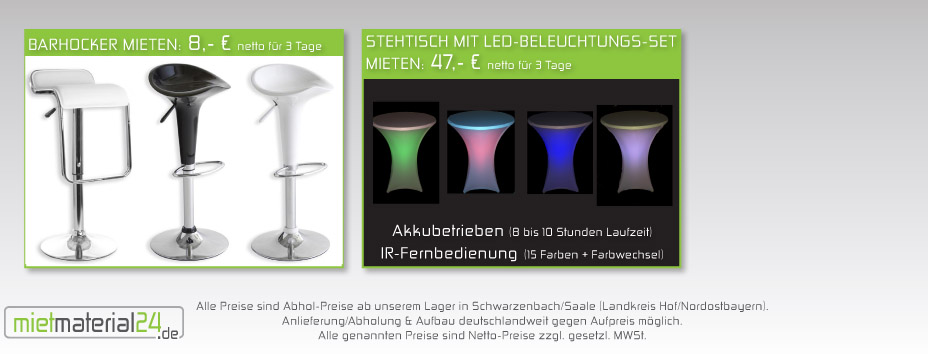 BARHOCKER MIETEN: 8,- € netto für 3 Tage
STEHTISCH MIT LED-BELEUCHTUNGS-SET
MIETEN: 47,- € netto für 3 Tage
Akkubetrieben (8 bis 10 Stunden Laufzeit)
IR-Fernbedienung (15 Farben + Farbwechsel)
mietmaterial24.de
Alle Preise sind Abhol-Preise ab unserem Lager in Schwarzenbach/Saale (Landkreis Hof/Nordostbayern).
Anlieferung/Abholung & Aufbau deutschlandweit gegen Aufpreis möglich.
Alle genannten Preise sind Netto-Preise zzgl. gesetzl. MWSt.